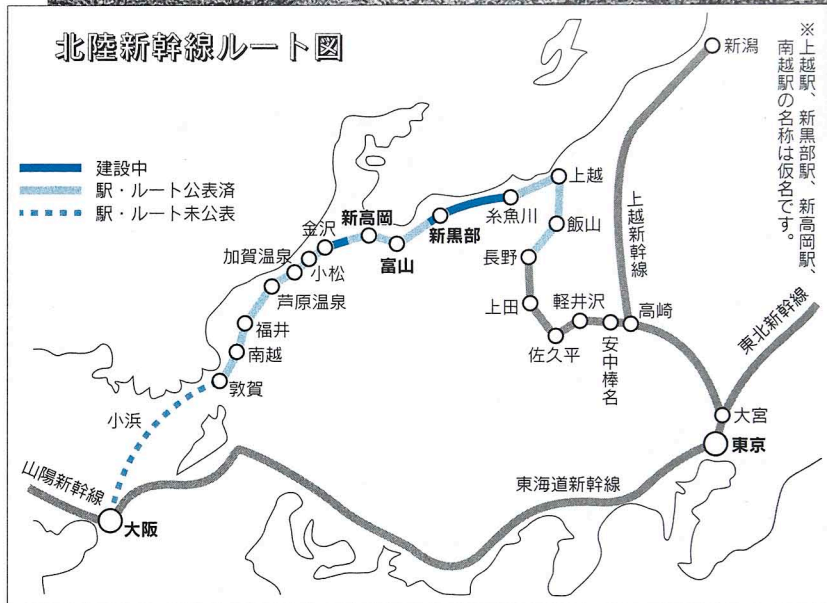 北陸新幹線ルート図
建設中
駅・ルート公表済
駅・ルート未公表
※上越駅、新黒部駅、新高岡駅、
南越駅の名称は仮名です。
新潟
上越新幹線
上越
糸魚川
飯山
新黒部
新高岡
富山
金沢
小松
加賀温泉
芦原温泉
福井
南越
敦賀
長野
上田
佐久平
軽井沢
安中榛名
高崎
東北新幹線
大宮
東京
東海道新幹線
小浜
山陽新幹線
大阪